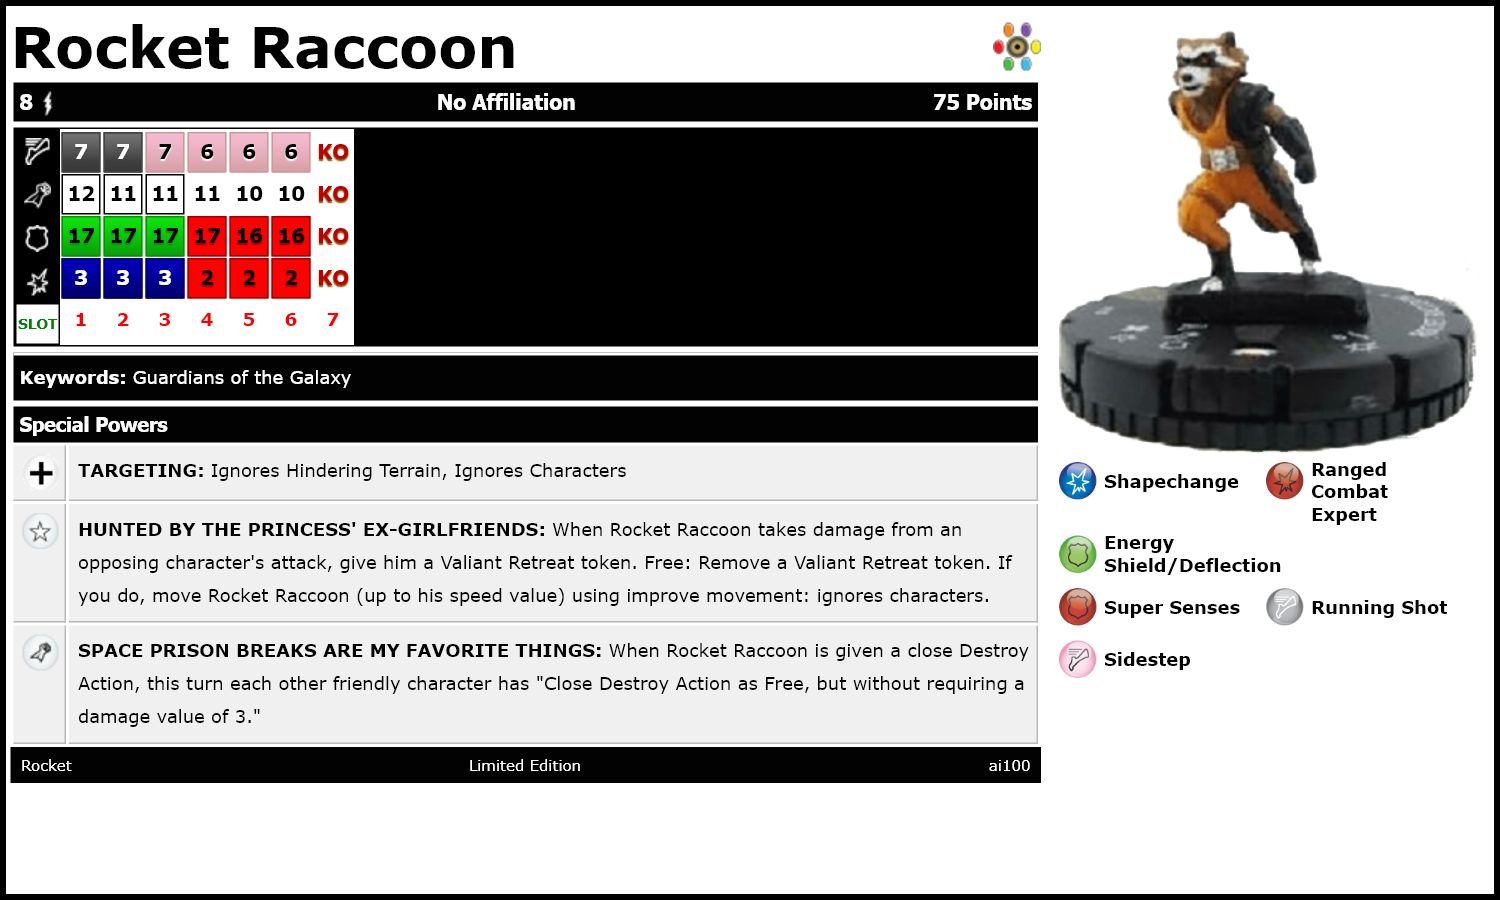 Rocket Raccoon
8 No Affiliation 75 Points
7 7 7 6 6 6 KO
12 11 11 11 10 10 KO
17 17 17 17 16 16 KO
3 3 3 2 2 2 KO
SLOT 1 2 3 4 5 6 7
Keywords: Guardians of the Galaxy
Special Powers
TARGETING: Ignores Hindering Terrain, Ignores Characters
HUNTED BY THE PRINCESS' EX-GIRLFRIENDS: When Rocket Raccoon takes damage from an
opposing character's attack, give him a Valiant Retreat token. Free: Remove a Valiant Retreat token. If
you do, move Rocket Raccoon (up to his speed value) using improve movement: ignores characters.
SPACE PRISON BREAKS ARE MY FAVORITE THINGS: When Rocket Raccoon is given a close Destroy
Action, this turn each other friendly character has "Close Destroy Action as Free, but without requiring a
damage value of 3."
Rocket Limited Edition ai100
Shapechange
Ranged
Combat
Expert
Energy
Shield/Deflection
Super Senses
Running Shot
Sidestep